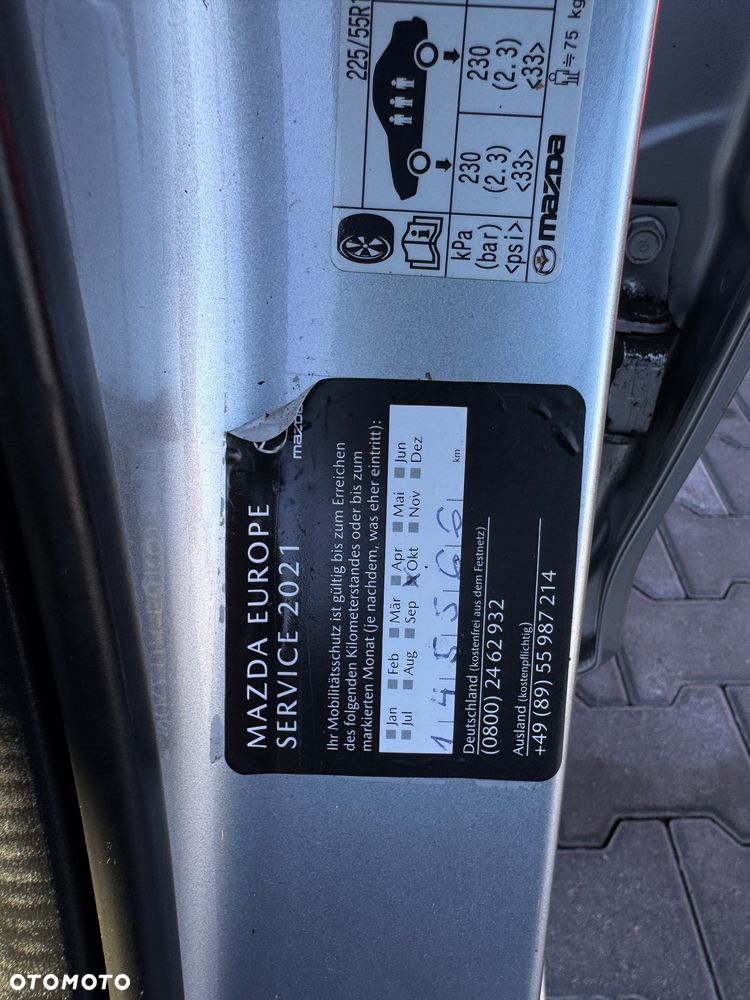 225/55R1
230
(2.3)
<33>
230
(2.3)
<33>
≒75 kg
kPa
(bar)
<psi>
mazda
mazda
MAZDA EUROPE
SERVICE 2021
Ihr Mobilitätsschutz ist gültig bis zum Erreichen
des folgenden Kilometerstandes oder bis zum
markierten Monat (je nachdem, was eher eintritt):
Jan Feb Mär Apr Mai Jun
Jul Aug Sep Okt Nov Dez
145566 km
Deutschland (kostenfrei aus dem Festnetz)
(0800) 24 62 932
Ausland (kostenpflichtig)
+49 (89) 55 987 214
OTOMOTO